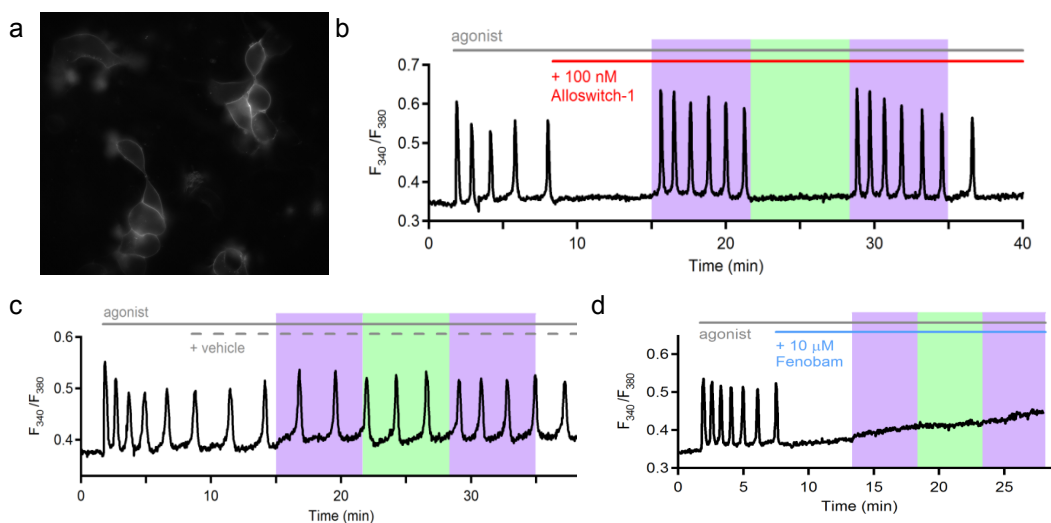 a
b
agonist
+ 100 nM
Alloswitch-1
F340 /F380
0.7
0.6
0.5
0.4
0.3
0 10 20 30 40
Time (min)
c
agonist
+ vehicle
F340 /F380
0.6
0.5
0.4
0 10 20 30
Time (min)
d
agonist
+ 10 μM
Fenobam
F340 /F380
0.6
0.5
0.4
0.3
0 5 10 15 20 25
Time (min)